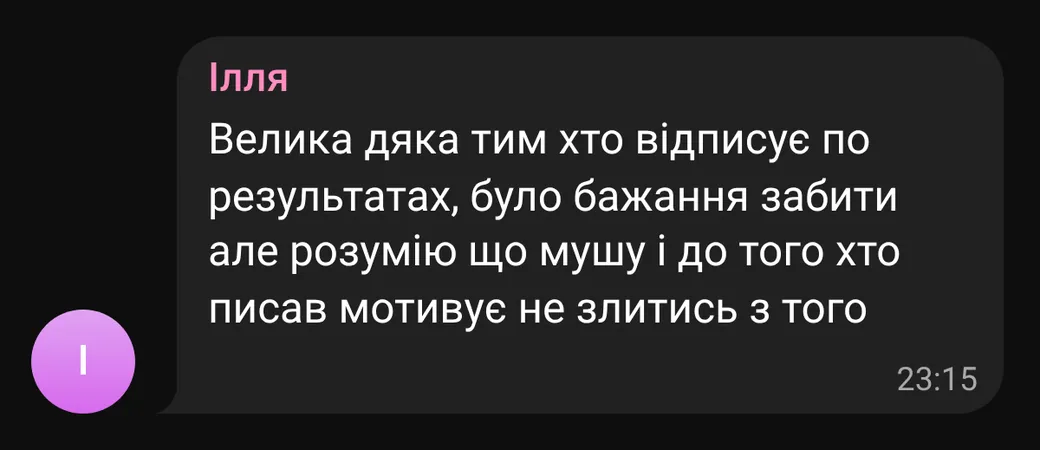 Ілля
Велика дяка тим хто відписує по
результатах, було бажання забити
але розумію що мушу і до того хто
писав мотивує не злитись з того
23:15
І